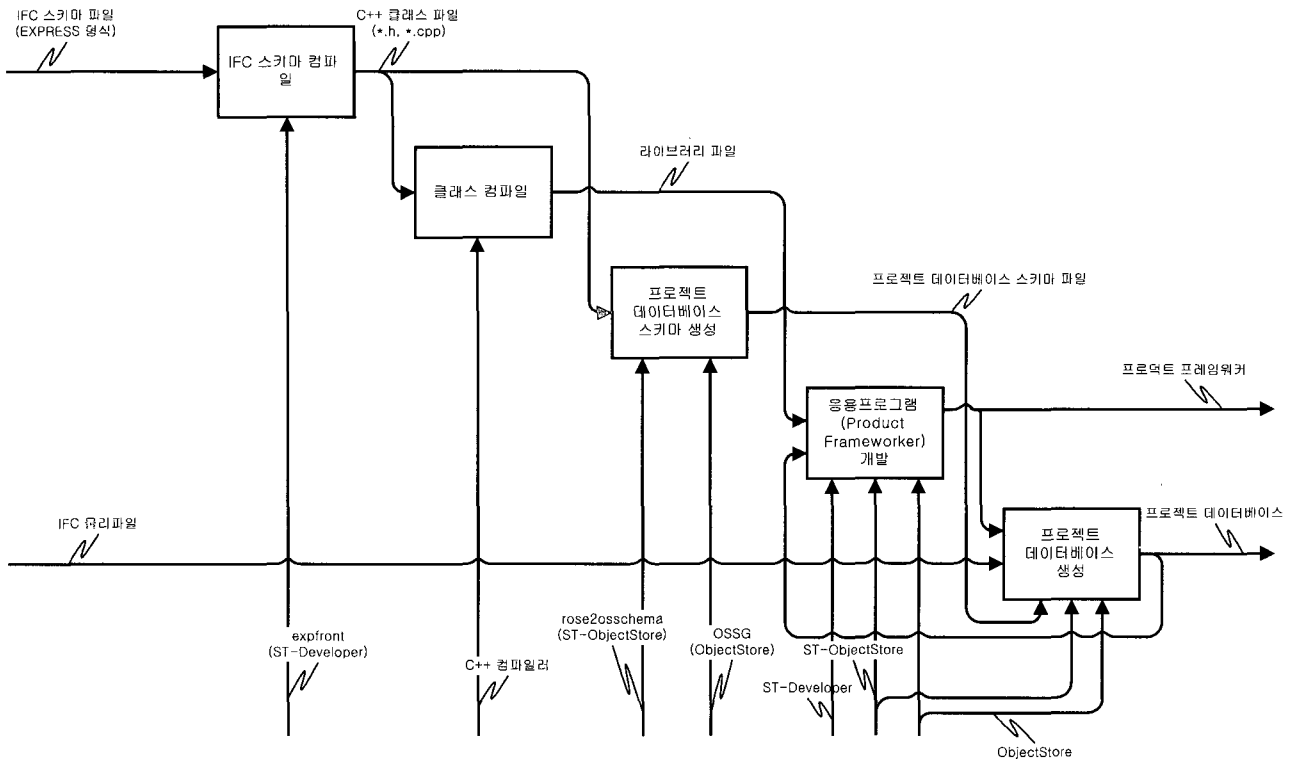 IFC 스키마 파일
(EXPRESS 형식)
C++ 클래스 파일
(*.h, *.cpp)
IFC 스키마 컴파
일
클래스 컴파일
라이브러리 파일
프로젝트
데이터베이스
스키마 생성
프로젝트 데이터베이스 스키마 파일
응용프로그램
(Product
Frameworker)
개발
프로덕트 프레임워커
IFC 물리파일
프로젝트
데이터베이스
생성
프로젝트 데이터베이스
expfront
(ST-Developer)
C++ 컴파일러
rose2osschema
(ST-ObjectStore)
OSSG
(ObjectStore)
ST-ObjectStore
ST-Developer
ObjectStore